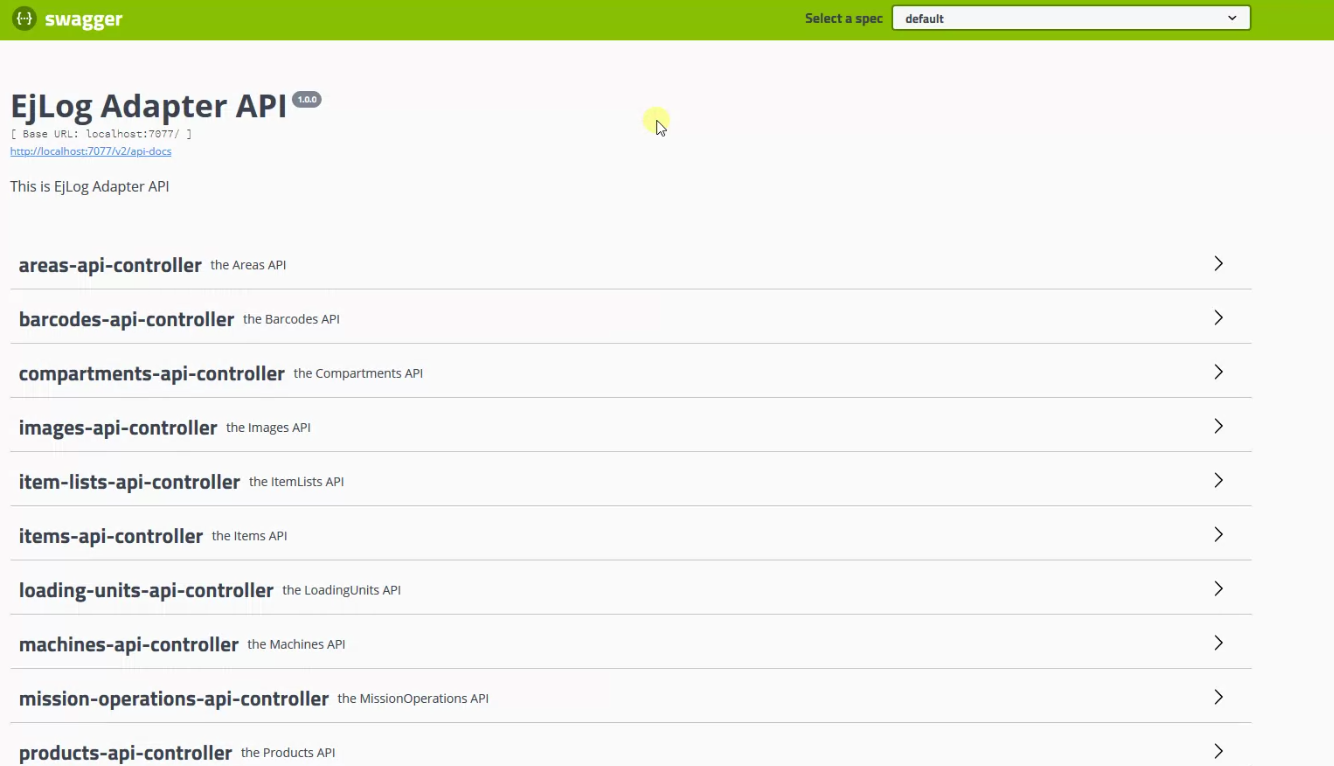 {···} swagger
Select a spec default
EjLog Adapter API 1.0.0
[ Base URL: localhost:7077/ ]
http://localhost:7077/v2/api-docs
This is EjLog Adapter API
areas-api-controller the Areas API
barcodes-api-controller the Barcodes API
compartments-api-controller the Compartments API
images-api-controller the Images API
item-lists-api-controller the ItemLists API
items-api-controller the Items API
loading-units-api-controller the LoadingUnits API
machines-api-controller the Machines API
mission-operations-api-controller the MissionOperations API
products-api-controller the Products API